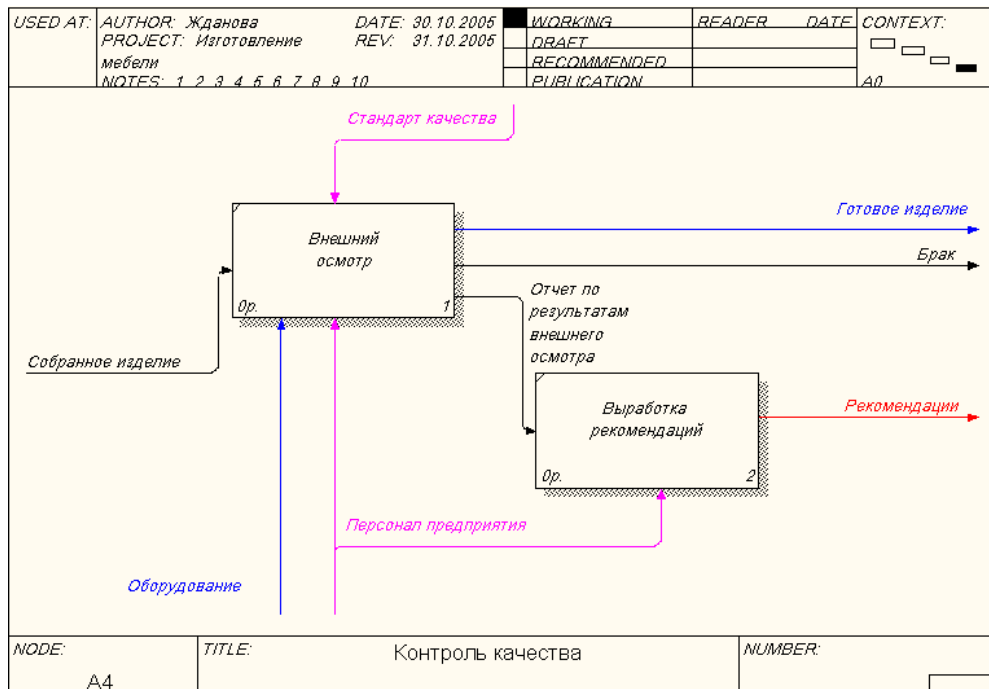 USED AT:
AUTHOR: Жданова
DATE: 30.10.2005
PROJECT: Изготовление
мебели
REV: 31.10.2005
NOTES: 1 2 3 4 5 6 7 8 9 10
WORKING
DRAFT
RECOMMENDED
PUBLICATION
READER
DATE
CONTEXT:
A0
Стандарт качества
Готовое изделие
Внешний
осмотр
Брак
0р.
1
Отчет по
результатам
внешнего
осмотра
Собранное изделие
Выработка
рекомендаций
Рекомендации
0р.
2
Персонал предприятия
Оборудование
NODE:
A4
TITLE:
Контроль качества
NUMBER: